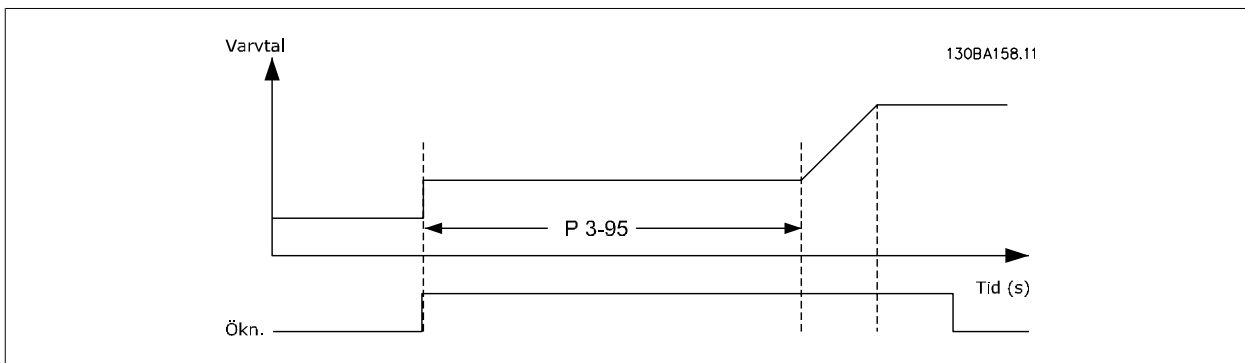 Varvtal
130BA158.11
P 3-95
Tid (s)
Ökn.